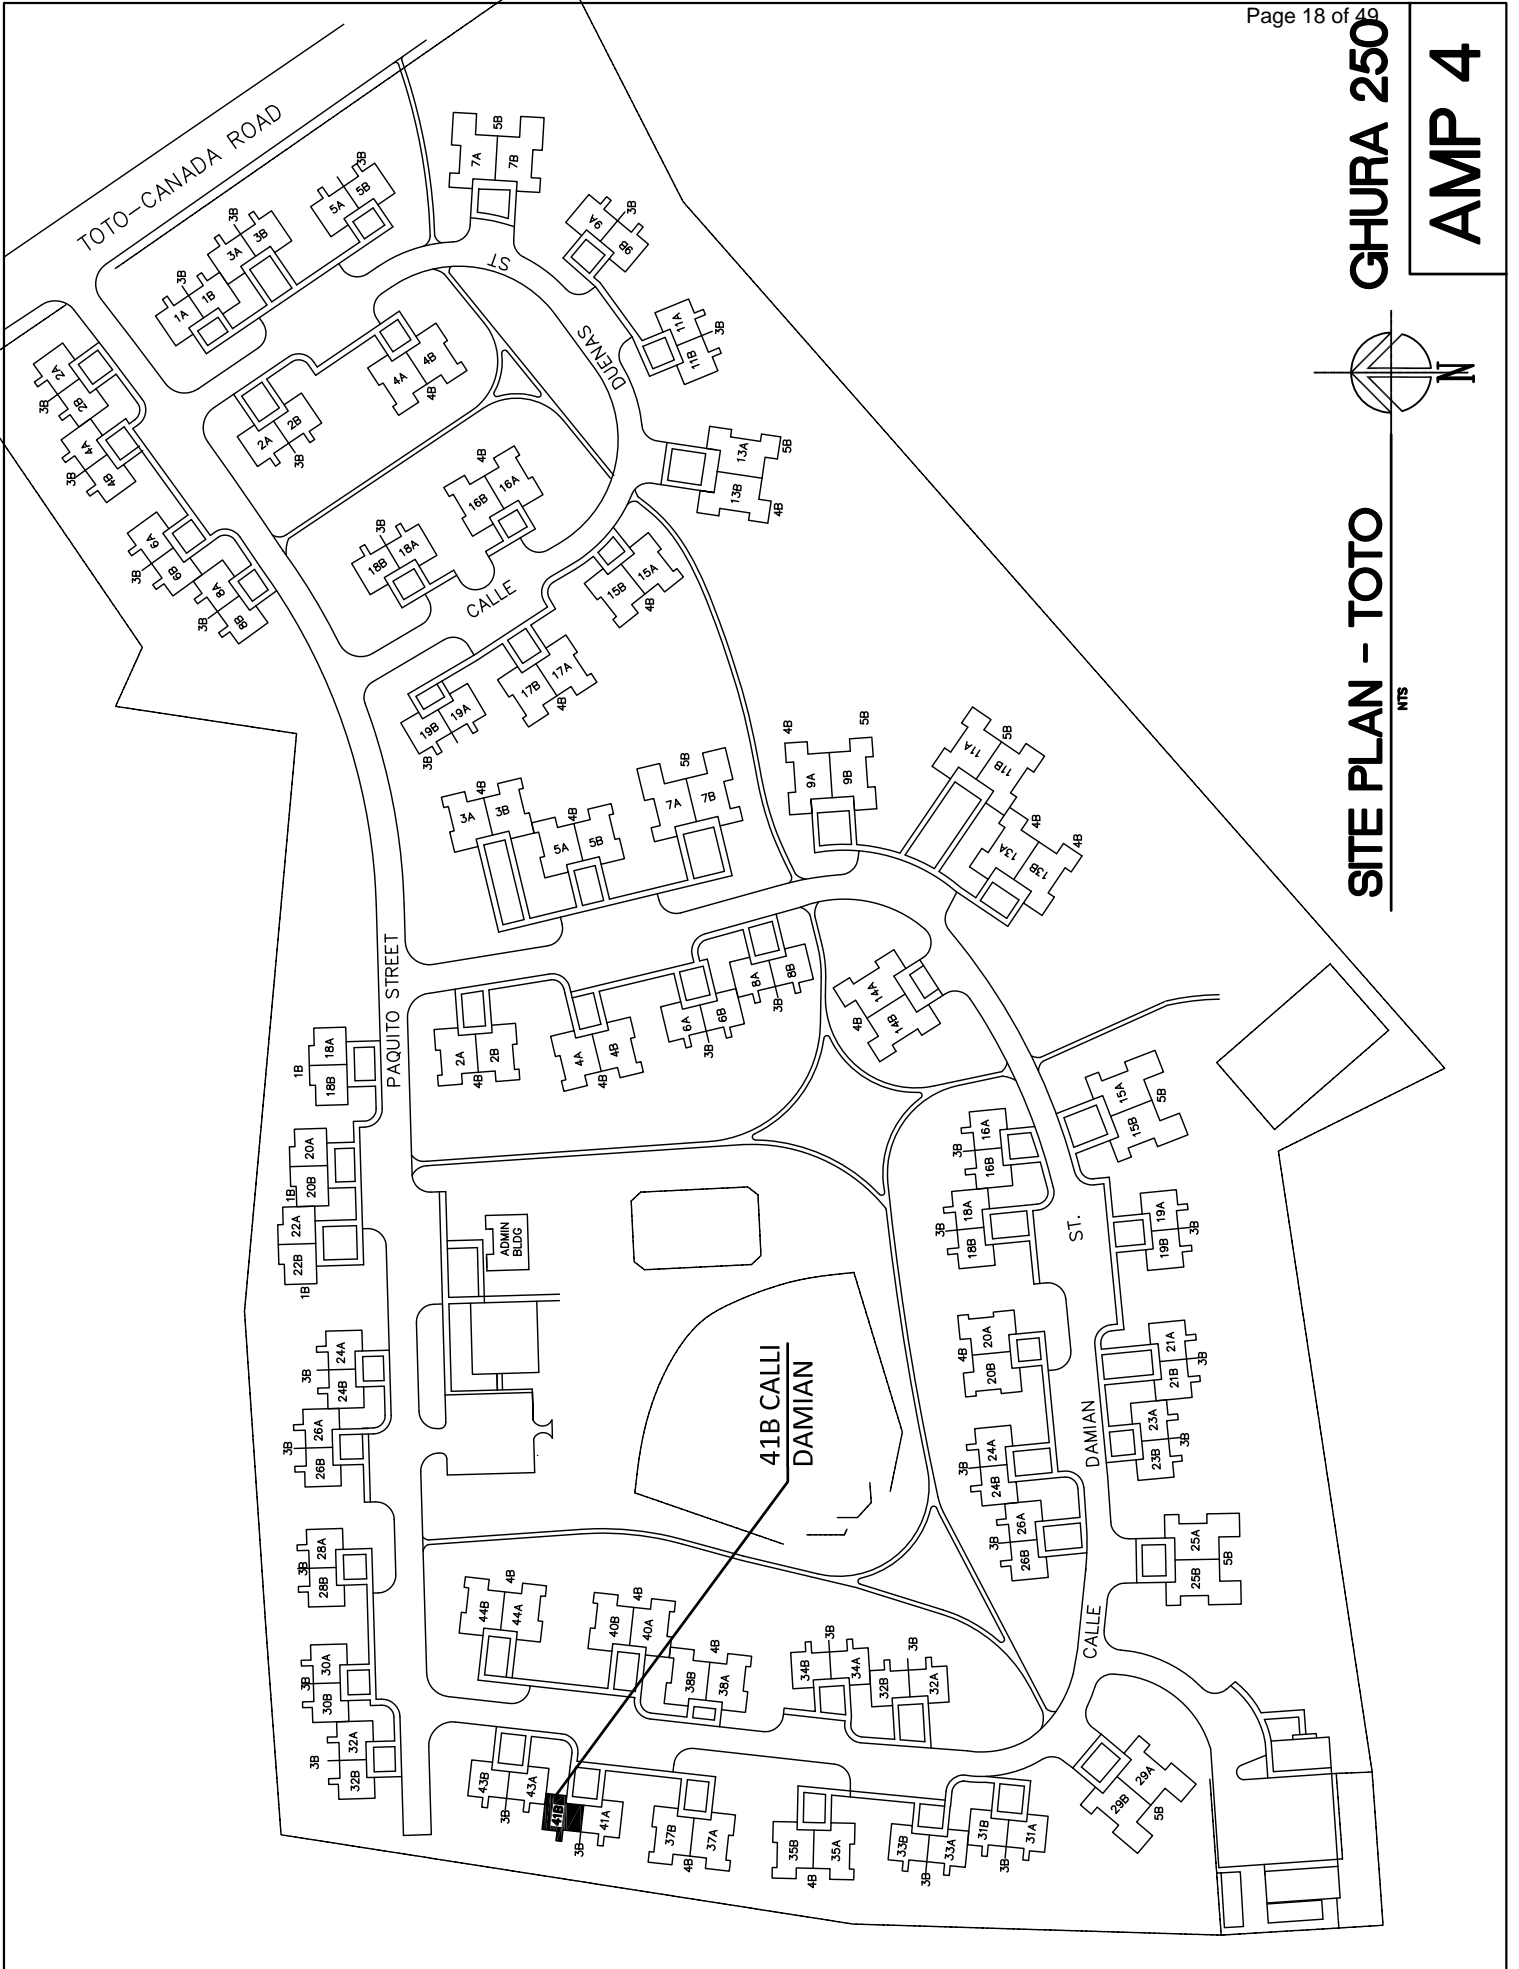 Page 18 of 49
GHURA 250
AMP 4
SITE PLAN - TOTO
NTS
N
TOTO-CANADA ROAD
5A
5B
3B
3A
3B
3B
1A
1B
3B
7A
7B
5B
9A
9B
3B
ST
DUENAS
CALLE
11A
11B
3B
2A
2B
3B
4A
4B
3B
6A
6B
3B
8A
8B
3B
2A
2B
3B
4A
4B
4B
16B
16A
4B
18B
18A
3B
13A
13B
5B
4B
15B
15A
4B
17B
17A
4B
19B
19A
3B
3A
3B
4B
5A
5B
4B
7A
7B
5B
9A
9B
4B
5B
11A
11B
5B
13A
13B
4B
4B
PAQUITO STREET
2A
2B
4B
4A
4B
4B
6A
6B
3B
8A
8B
3B
14A
14B
4B
18A
18B
1B
20A
20B
1B
22A
22B
1B
24A
24B
3B
26A
26B
3B
28A
28B
3B
30A
30B
3B
32A
32B
3B
ADMIN
BLDG
15A
15B
5B
16A
16B
3B
18A
18B
3B
ST.
19A
19B
3B
20A
20B
4B
21A
21B
3B
DAMIAN
23A
23B
3B
24A
24B
3B
26A
26B
3B
25A
25B
5B
CALLE
41B CALLI
DAMIAN
44B
44A
4B
40B
40A
4B
38B
38A
4B
34B
34A
3B
32B
32A
3B
43B
43A
3B
41B
41A
3B
37B
37A
4B
35B
35A
4B
33B
33A
3B
31B
31A
3B
29A
29B
5B